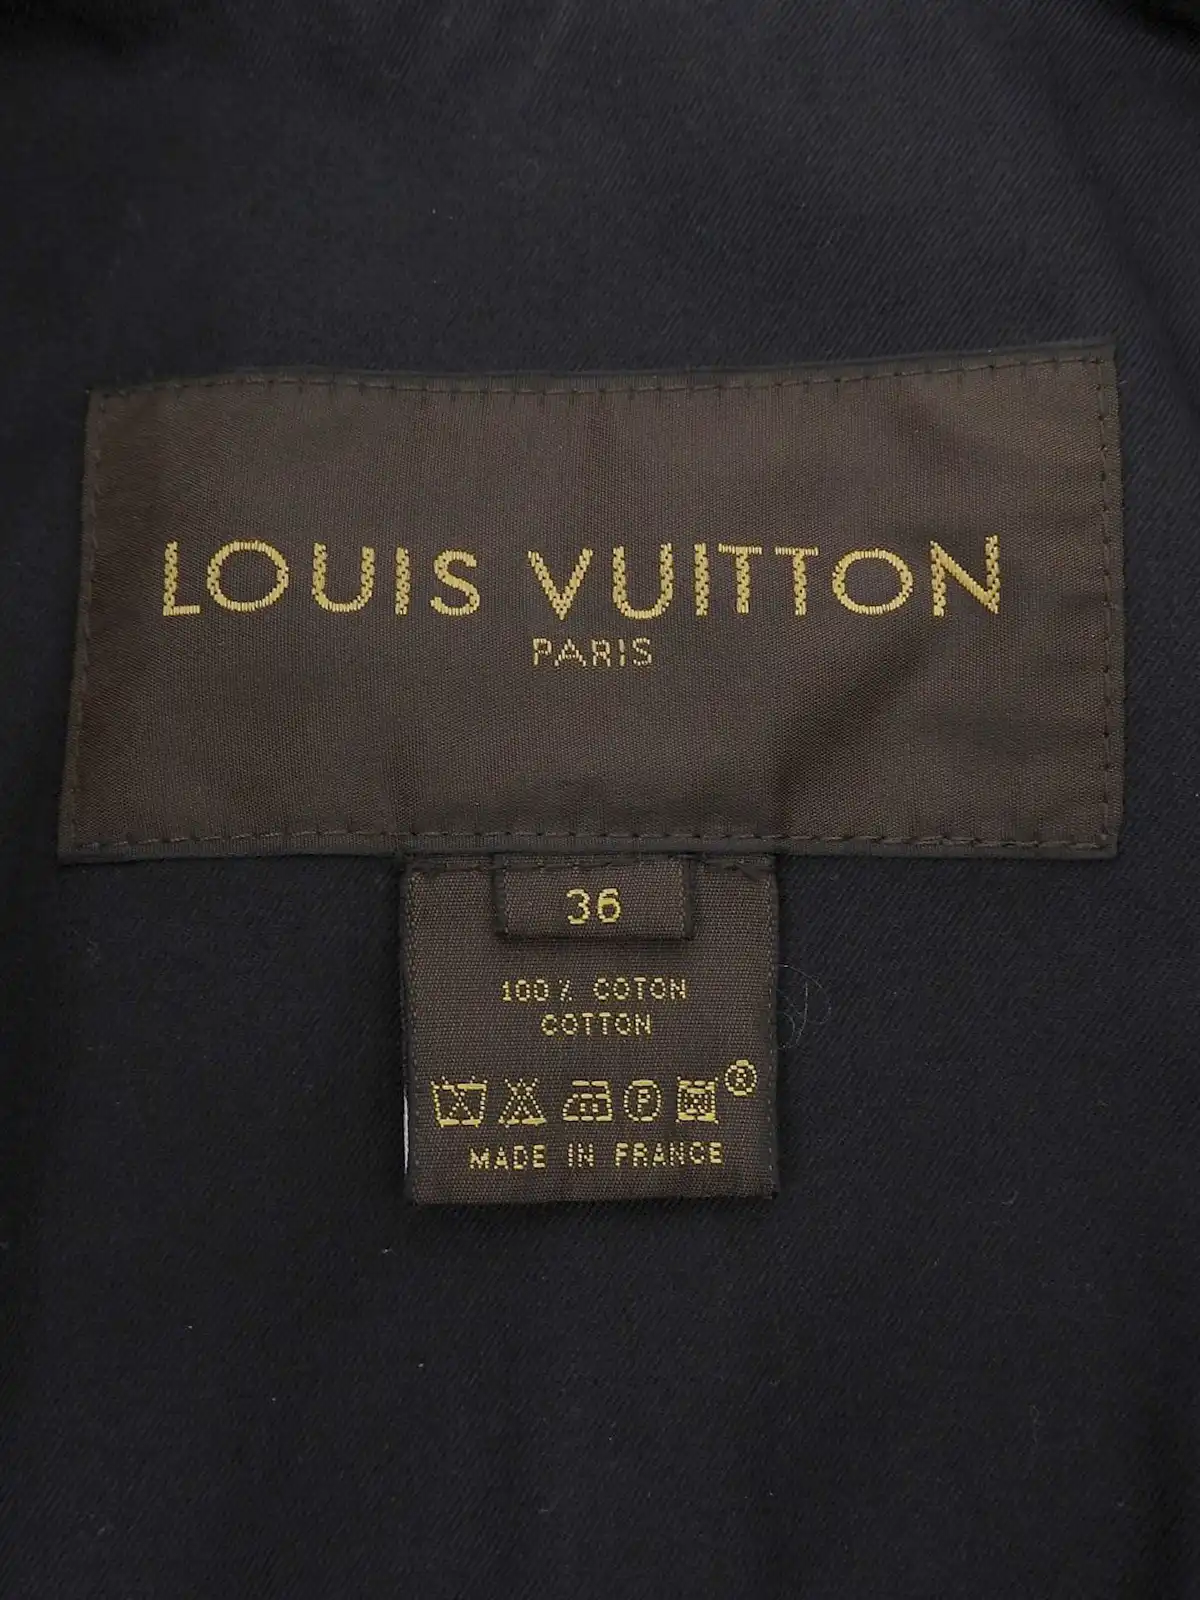 LOUIS VUITTON
PARIS
36
100% COTON
COTTON
P
®
MADE IN FRANCE